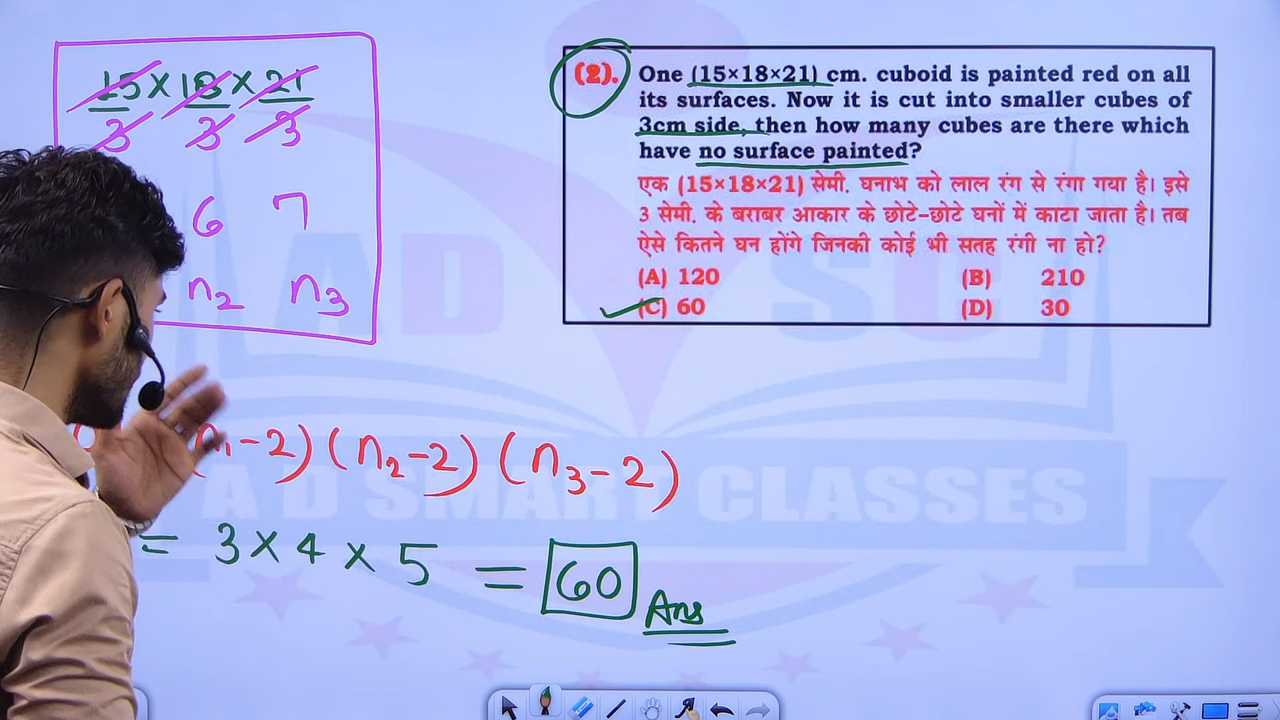 15×18×21
3 3 3
6 7
n2 n3
(2). One (15×18×21) cm. cuboid is painted red on all
its surfaces. Now it is cut into smaller cubes of
3cm side, then how many cubes are there which
have no surface painted?
एक (15×18×21) सेमी. घनाभ को लाल रंग से रंगा गया है। इसे
3 सेमी. के बराबर आकार के छोटे-छोटे घनों में काटा जाता है। तब
ऐसे कितने घन होंगे जिनकी कोई भी सतह रंगी ना हो?
(A) 120 (B) 210
(C) 60 (D) 30
n1-2) (n2-2) (n3-2)
= 3×4×5 = 60 Ans
A D S C
A D SMART CLASSES